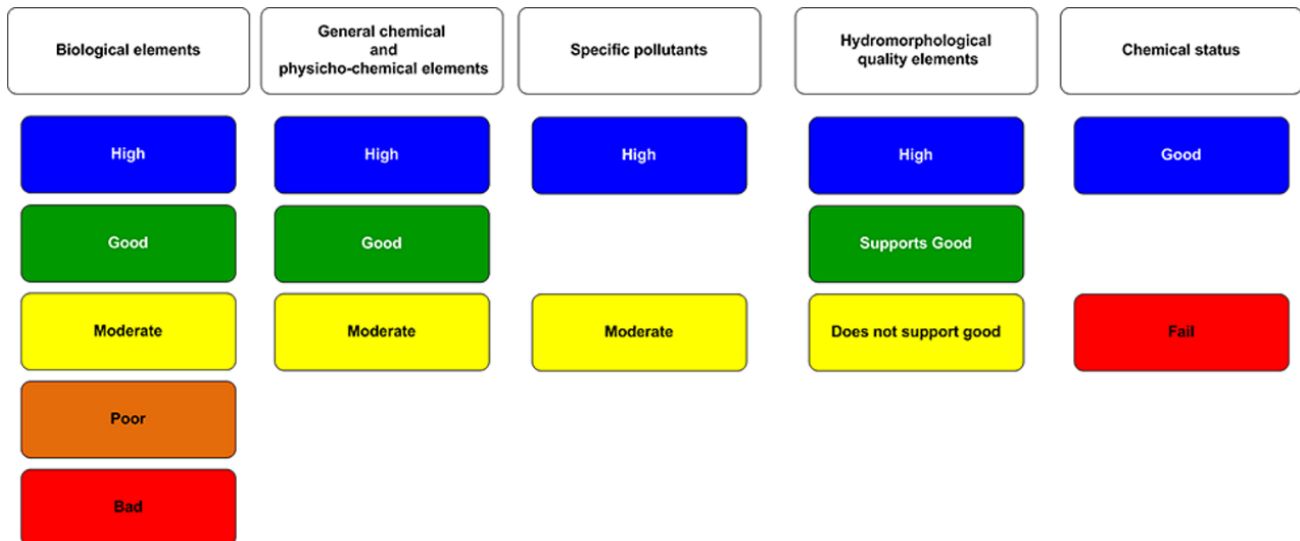 Biological elements
General chemical
and
physicho-chemical elements
Specific pollutants
Hydromorphological
quality elements
Chemical status
High
High
High
High
Good
Good
Good
Supports Good
Moderate
Moderate
Moderate
Does not support good
Fail
Poor
Bad